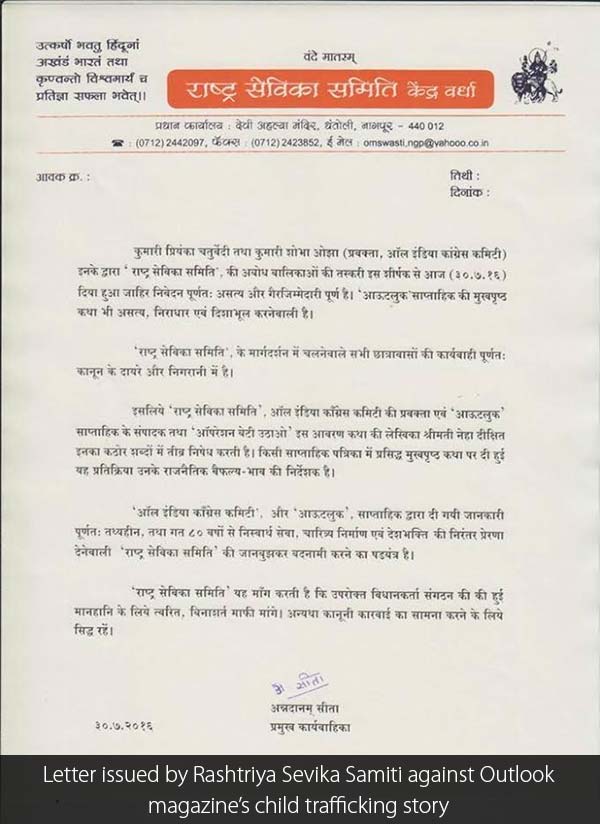 उत्कर्षो भवतु हिंदूनां
अखंडं भारतं तथा
कृण्वन्तो विश्वमार्यं च
प्रतिज्ञा सफला भवेत्।।
वंदे मातरम्
राष्ट्र सेविका समिति केंद्र वर्धा
प्रधान कार्यालय : देवी अहल्या मंदिर, धंतोली, नागपूर - 440 012
☎ : (0712) 2442097, फॅक्स : (0712) 2423852, ई मेल : omswasti.ngp@yahooo.co.in
आवक क्र. :
तिथी :
दिनांक :
कुमारी प्रियंका चतुर्वेदी तथा कुमारी शोभा ओझा (प्रवक्ता, ऑल इंडिया कांग्रेस कमिटी)
इनके द्वारा ' राष्ट्र सेविका समिति', की अबोध बालिकाओं की तस्करी इस शीर्षक से आज (३०.७.१६)
दिया हुआ जाहिर निवेदन पूर्णतः असत्य और गैरजिम्मेदारी पूर्ण है। 'आऊटलुक'साप्ताहिक की मुखपृष्ठ
कथा भी असत्य, निराधार एवं दिशाभूल करनेवाली है।
'राष्ट्र सेविका समिति', के मार्गदर्शन में चलनेवाले सभी छात्रावासों की कार्यवाही पूर्णतः
कानून के दायरे और निगरानी में है।
इसलिये 'राष्ट्र सेविका समिति', ऑल इंडिया काँग्रेस कमिटी की प्रवक्ता एवं 'आऊटलुक'
साप्ताहिक के संपादक तथा 'ऑपरेशन बेटी उठाओ' इस आवरण कथा की लेखिका श्रीमती नेहा दीक्षित
इनका कठोर शब्दों में तीव्र निषेध करती है। किसी साप्ताहिक पत्रिका में प्रसिद्ध मुखपृष्ठ कथा पर दी हुई
यह प्रतिक्रिया उनके राजनैतिक वैफल्य-भाव की निर्देशक है।
'ऑल इंडिया काँग्रेस कमिटी', और 'आऊटलुक', साप्ताहिक द्वारा दी गयी जानकारी
पूर्णतः तथ्यहीन, तथा गत ८० वर्षो से निस्वार्थ सेवा, चारित्र्य निर्माण एवं देशभक्ति की निरंतर प्रेरणा
देनेवाली 'राष्ट्र सेविका समिति' की जानबुझकर बदनामी करने का षडयंत्र है।
'राष्ट्र सेविका समिति' यह माँग करती है कि उपरोक्त विधानकर्ता संगठन की की हुई
मानहानि के लिये त्वरित, बिनाशर्त माफी मांगे। अन्यथा कानूनी कारवाई का सामना करने के लिये
सिद्ध रहें।
अ सीता
अन्नदानम् सीता
३०.७.२०१६
प्रमुख कार्यवाहिका
Letter issued by Rashtriya Sevika Samiti against Outlook
magazine's child trafficking story